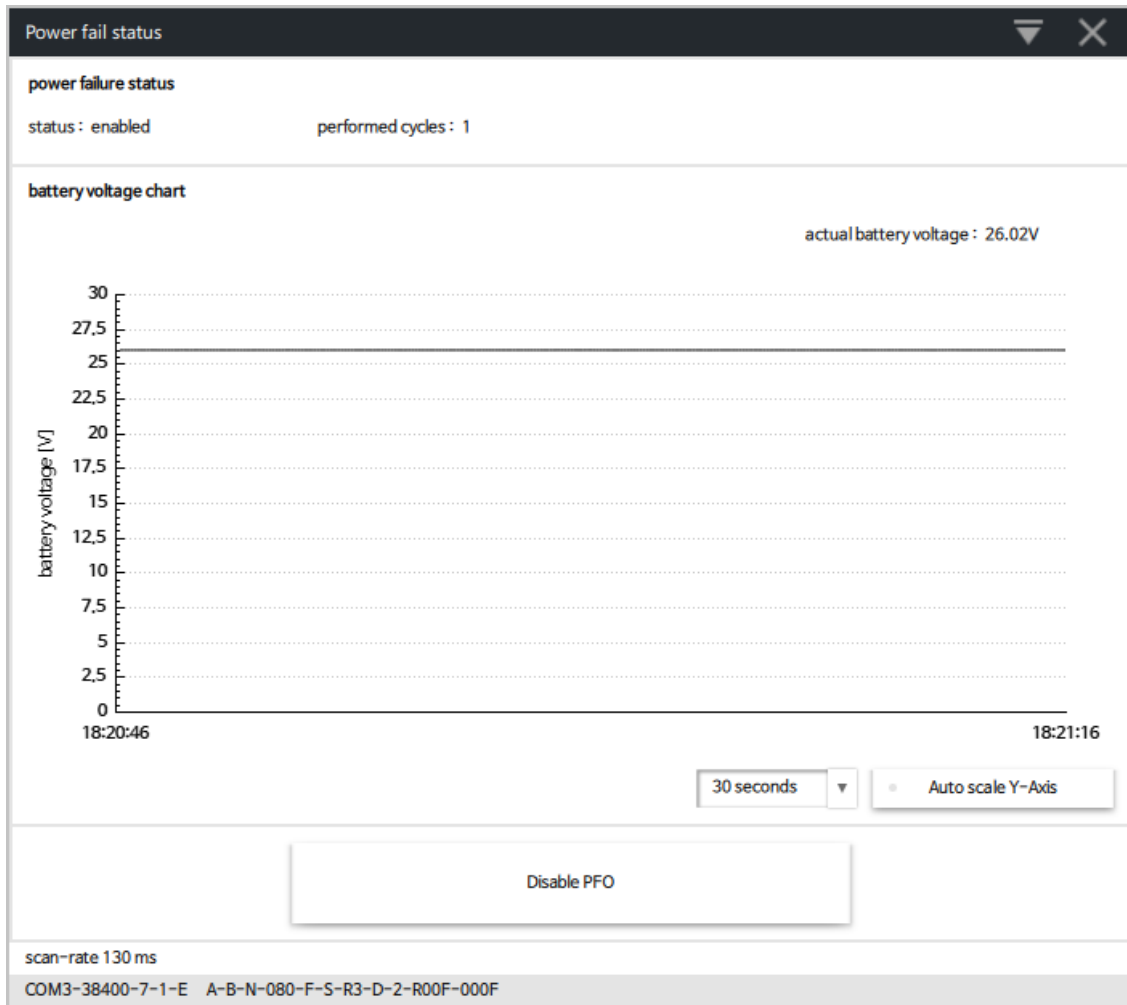 Power fail status
power failure status
status : enabled performed cycles : 1
battery voltage chart
actual battery voltage : 26.02V
30
27,5
25
22,5
20
17,5
15
12,5
10
7,5
5
2,5
0
battery voltage [V]
18:20:46 18:21:16
30 seconds Auto scale Y-Axis
Disable PFO
scan-rate 130 ms
COM3-38400-7-1-E A-B-N-080-F-S-R3-D-2-R00F-000F